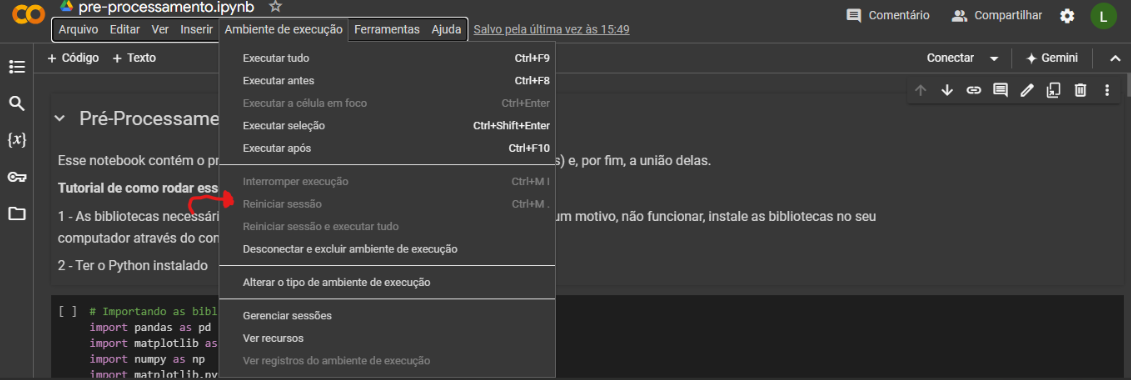 pre-processamento.ipynb
Comentário
Compartilhar
L
Arquivo Editar Ver Inserir Ambiente de execução Ferramentas Ajuda Salvo pela última vez às 15:49
+ Código + Texto
Conectar
Gemini
Executar tudo Ctrl+F9
Executar antes Ctrl+F8
Executar a célula em foco Ctrl+Enter
Executar seleção Ctrl+Shift+Enter
Executar após Ctrl+F10
Interromper execução Ctrl+M I
Reiniciar sessão Ctrl+M .
Reiniciar sessão e executar tudo
Desconectar e excluir ambiente de execução
Alterar o tipo de ambiente de execução
Gerenciar sessões
Ver recursos
Ver registros do ambiente de execução
{x}
Pré-Processame
Esse notebook contém o p
) e, por fim, a união delas.
Tutorial de como rodar ess
1 - As bibliotecas necessári
um motivo, não funcionar, instale as bibliotecas no seu
computador através do con
2 - Ter o Python instalado
[ ] # Importando as bibl
import pandas as pd
import matplotlib as
import numpy as np
import matplotlib.py